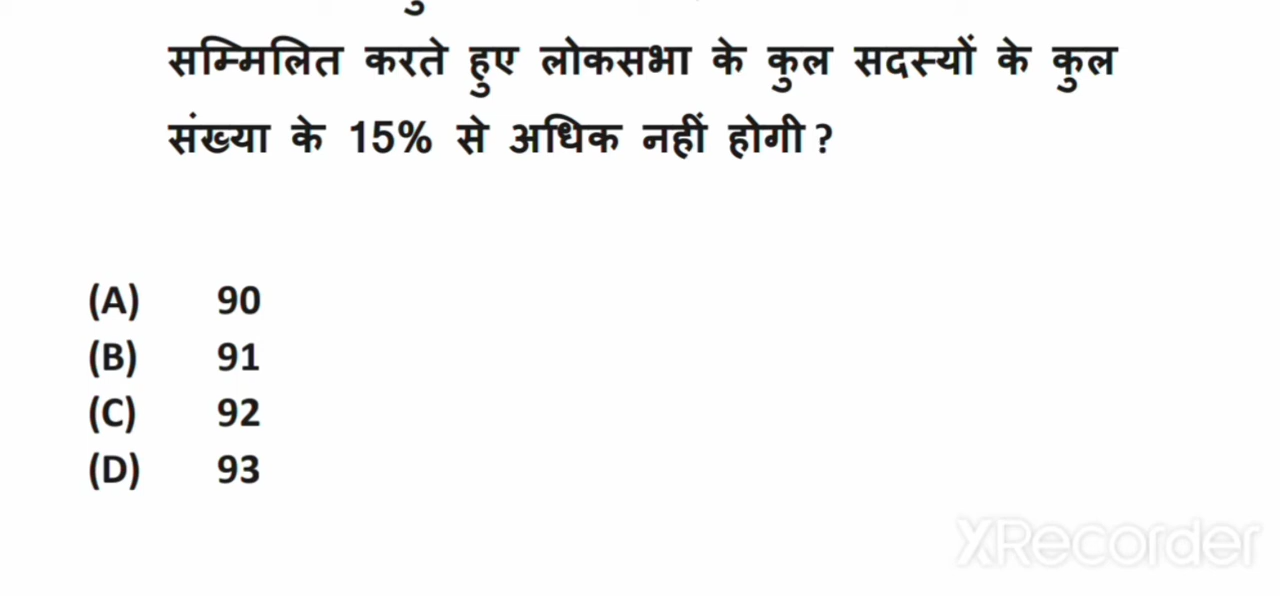 सम्मिलित करते हुए लोकसभा के कुल सदस्यों के कुल
संख्या के 15% से अधिक नहीं होगी ?
(A) 90
(B) 91
(C) 92
(D) 93
XRecorder